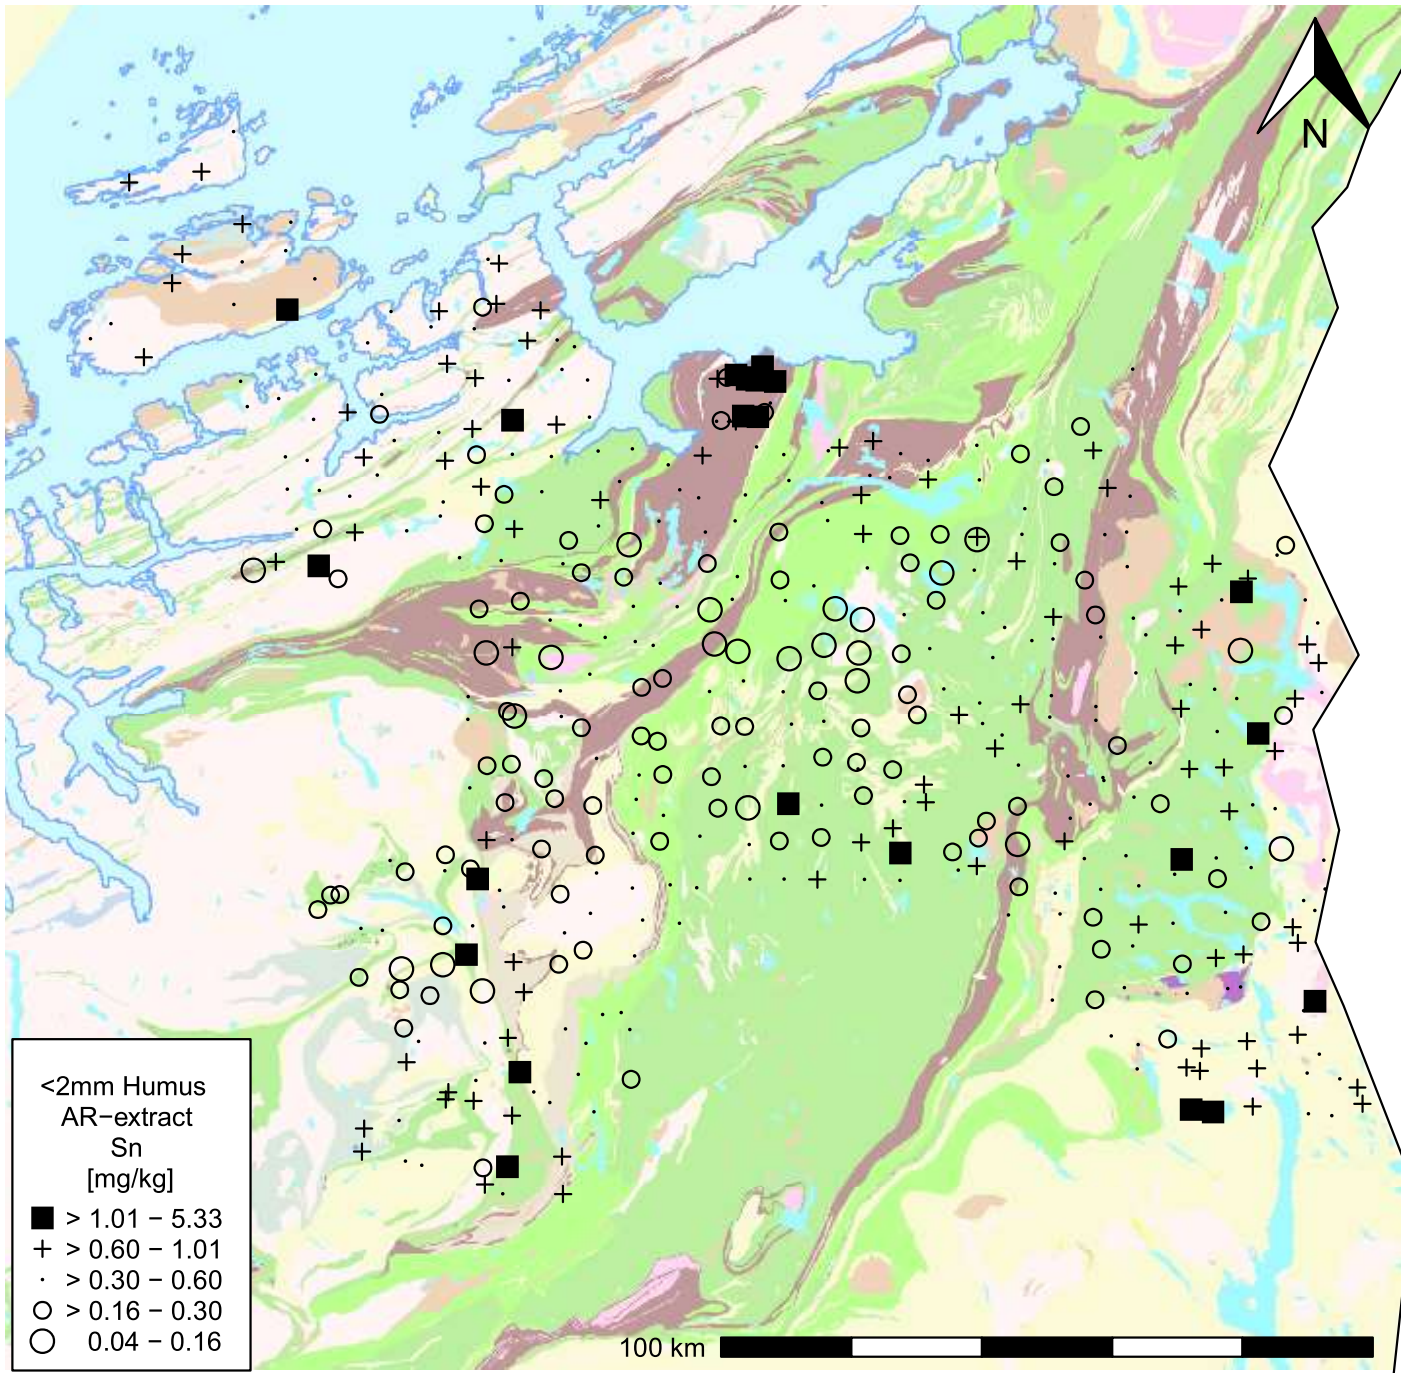 N
<2mm Humus
AR−extract
Sn
[mg/kg]
> 1.01 − 5.33
> 0.60 − 1.01
> 0.30 − 0.60
> 0.16 − 0.30
0.04 − 0.16
100 km